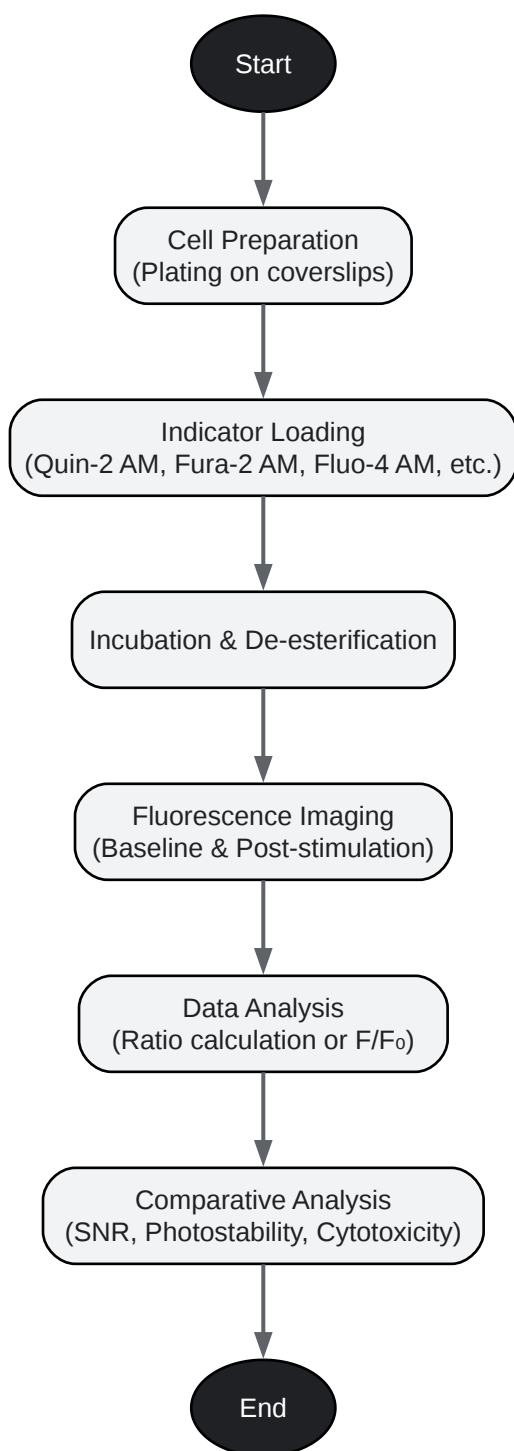 Start
Cell Preparation
(Plating on coverslips)
Indicator Loading
(Quin-2 AM, Fura-2 AM, Fluo-4 AM, etc.)
Incubation & De-esterification
Fluorescence Imaging
(Baseline & Post-stimulation)
Data Analysis
(Ratio calculation or F/F₀)
Comparative Analysis
(SNR, Photostability, Cytotoxicity)
End